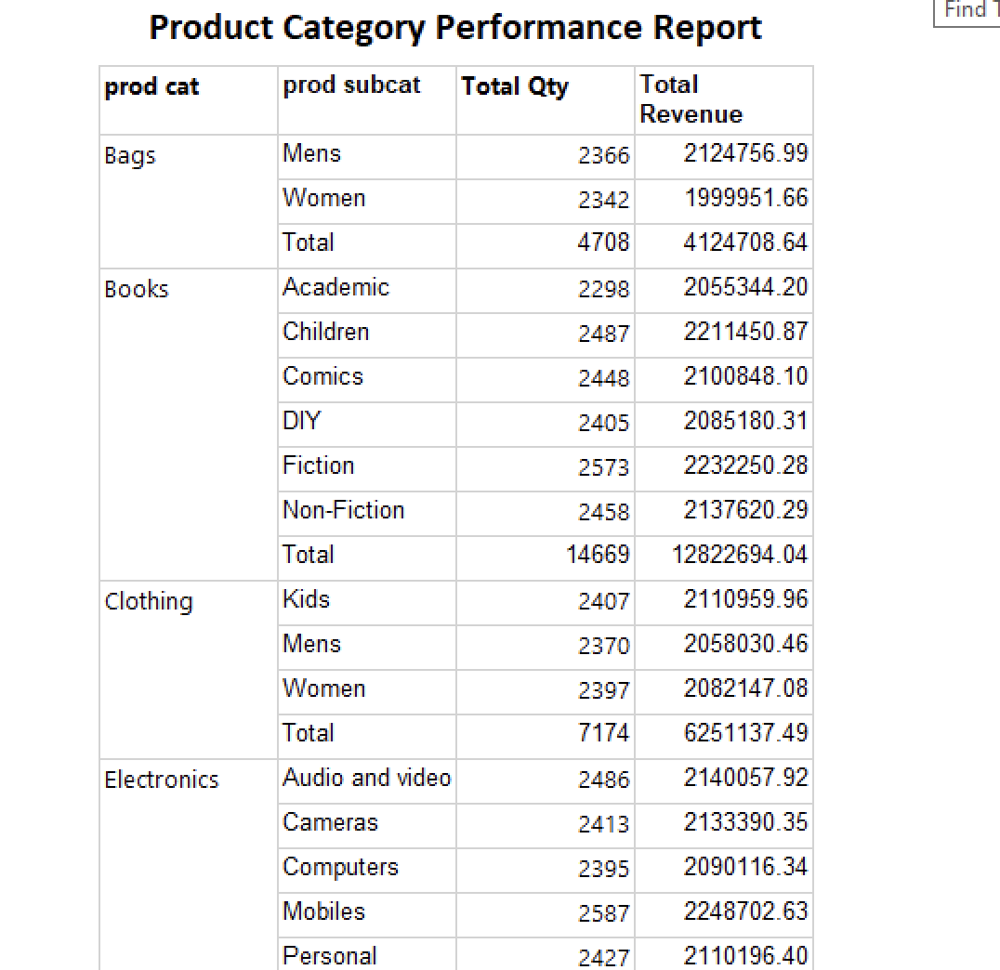 Find T
Product Category Performance Report
prod cat prod subcat Total Qty Total
Revenue
Bags Mens 2366 2124756.99
Women 2342 1999951.66
Total 4708 4124708.64
Books Academic 2298 2055344.20
Children 2487 2211450.87
Comics 2448 2100848.10
DIY 2405 2085180.31
Fiction 2573 2232250.28
Non-Fiction 2458 2137620.29
Total 14669 12822694.04
Clothing Kids 2407 2110959.96
Mens 2370 2058030.46
Women 2397 2082147.08
Total 7174 6251137.49
Electronics Audio and video 2486 2140057.92
Cameras 2413 2133390.35
Computers 2395 2090116.34
Mobiles 2587 2248702.63
Personal 2427 2110196.40